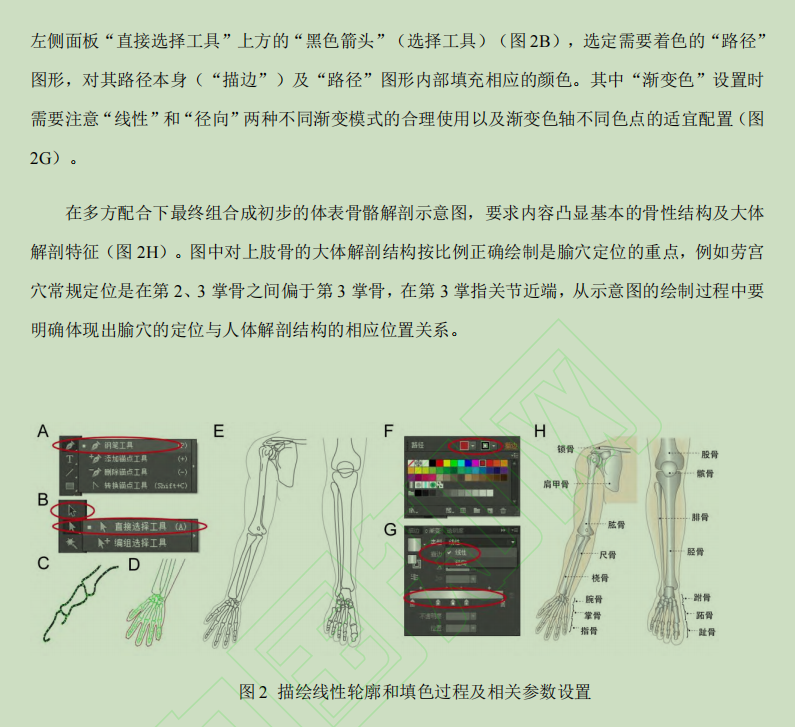 左侧面板“直接选择工具”上方的“黑色箭头”（选择工具）（图 2B），选定需要着色的“路径”
图形，对其路径本身（“描边”）及“路径”图形内部填充相应的颜色。其中“渐变色”设置时
需要注意“线性”和“径向”两种不同渐变模式的合理使用以及渐变色轴不同色点的适宜配置（图
2G）。
在多方配合下最终组合成初步的体表骨骼解剖示意图，要求内容凸显基本的骨性结构及大体
解剖特征（图 2H）。图中对上肢骨的大体解剖结构按比例正确绘制是腧穴定位的重点，例如劳宫
穴常规定位是在第 2、3 掌骨之间偏于第 3 掌骨，在第 3 掌指关节近端，从示意图的绘制过程中要
明确体现出腧穴的定位与人体解剖结构的相应位置关系。
A
钢笔工具
添加锚点工具 (+)
删除锚点工具 (-)
转换锚点工具 (Shift+C)
B
直接选择工具 (A)
编组选择工具
C
D
E
F
路径
G
线性
H
锁骨
肩甲骨
肱骨
尺骨
桡骨
腕骨
掌骨
指骨
股骨
髌骨
腓骨
胫骨
跗骨
跖骨
趾骨
图 2 描绘线性轮廓和填色过程及相关参数设置